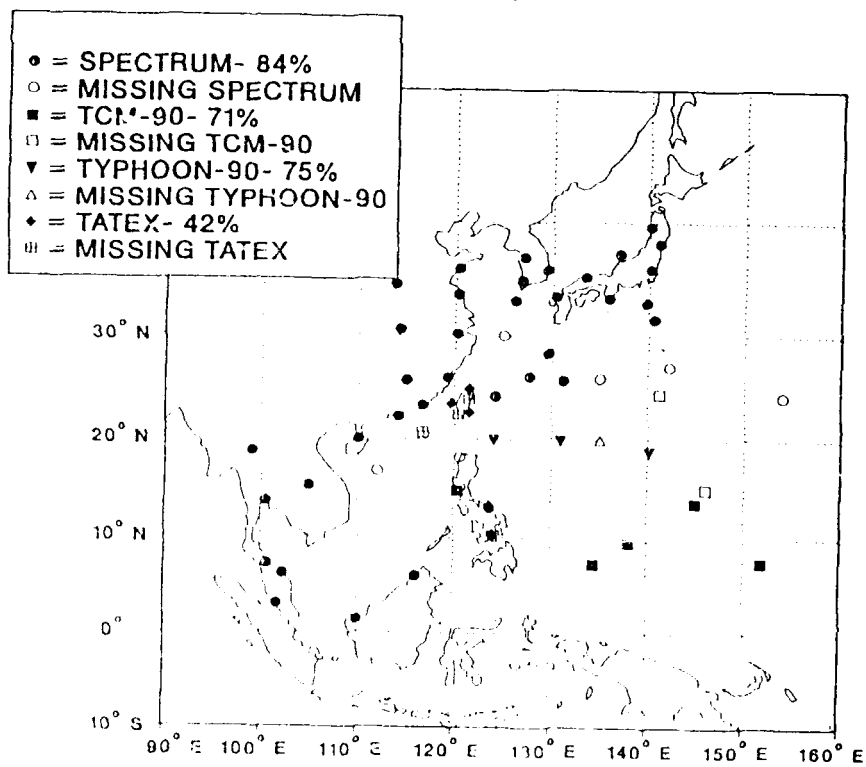 ● = SPECTRUM- 84%
○ = MISSING SPECTRUM
■ = TCM-90- 71%
□ = MISSING TCM-90
▼ = TYPHOON-90- 75%
△ = MISSING TYPHOON-90
◆ = TATEX- 42%
⊞ = MISSING TATEX
30° N
20° N
10° N
0°
10° S
90° E 100° E 110° E 120° E 130° E 140° E 150° E 160° E